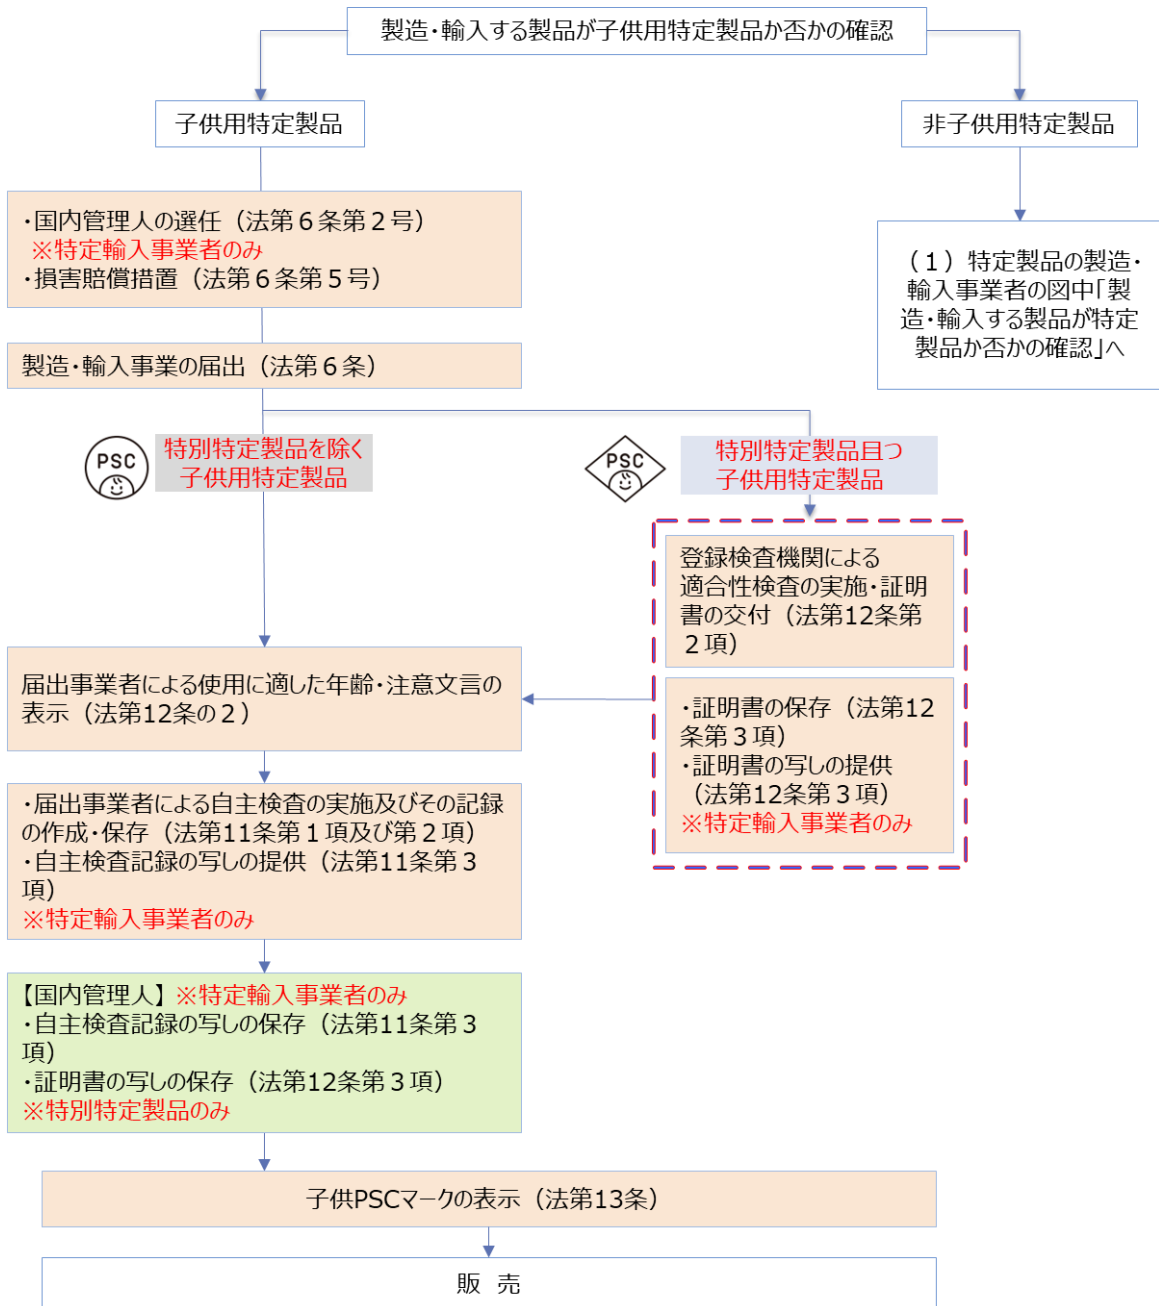 製造・輸入する製品が子供用特定製品か否かの確認
子供用特定製品
非子供用特定製品
・国内管理人の選任（法第６条第２号）
※特定輸入事業者のみ
・損害賠償措置（法第６条第５号）
（１）特定製品の製造・
輸入事業者の図中「製
造・輸入する製品が特定
製品か否かの確認」へ
製造・輸入事業の届出（法第６条）
PSC
特別特定製品を除く
子供用特定製品
PSC
特別特定製品且つ
子供用特定製品
登録検査機関による
適合性検査の実施・証明
書の交付（法第12条第
２項）
・証明書の保存（法第12
条第３項）
・証明書の写しの提供
（法第12条第３項）
※特定輸入事業者のみ
届出事業者による使用に適した年齢・注意文言の
表示（法第12条の２）
・届出事業者による自主検査の実施及びその記録
の作成・保存（法第11条第１項及び第２項）
・自主検査記録の写しの提供（法第11条第３
項）
※特定輸入事業者のみ
【国内管理人】※特定輸入事業者のみ
・自主検査記録の写しの保存（法第11条第３
項）
・証明書の写しの保存（法第12条第３項）
※特別特定製品のみ
子供PSCマークの表示（法第13条）
販 売